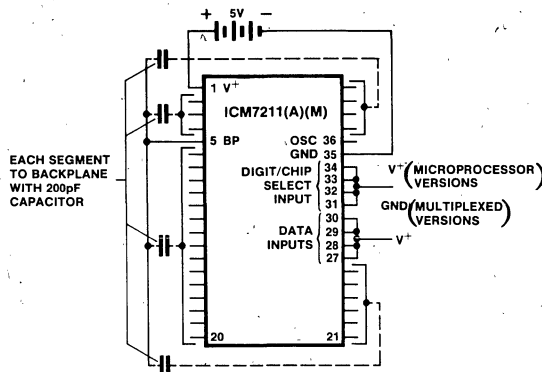 + 5V −
1 V+
ICM7211(A)(M)
5 BP
OSC 36
GND 35
EACH SEGMENT
TO BACKPLANE
WITH 200pF
CAPACITOR
DIGIT/CHIP
SELECT
INPUT
34
33
32
31
V+ (MICROPROCESSOR
VERSIONS)
GND (MULTIPLEXED
VERSIONS)
DATA
INPUTS
30
29
28
27
V+
20
21